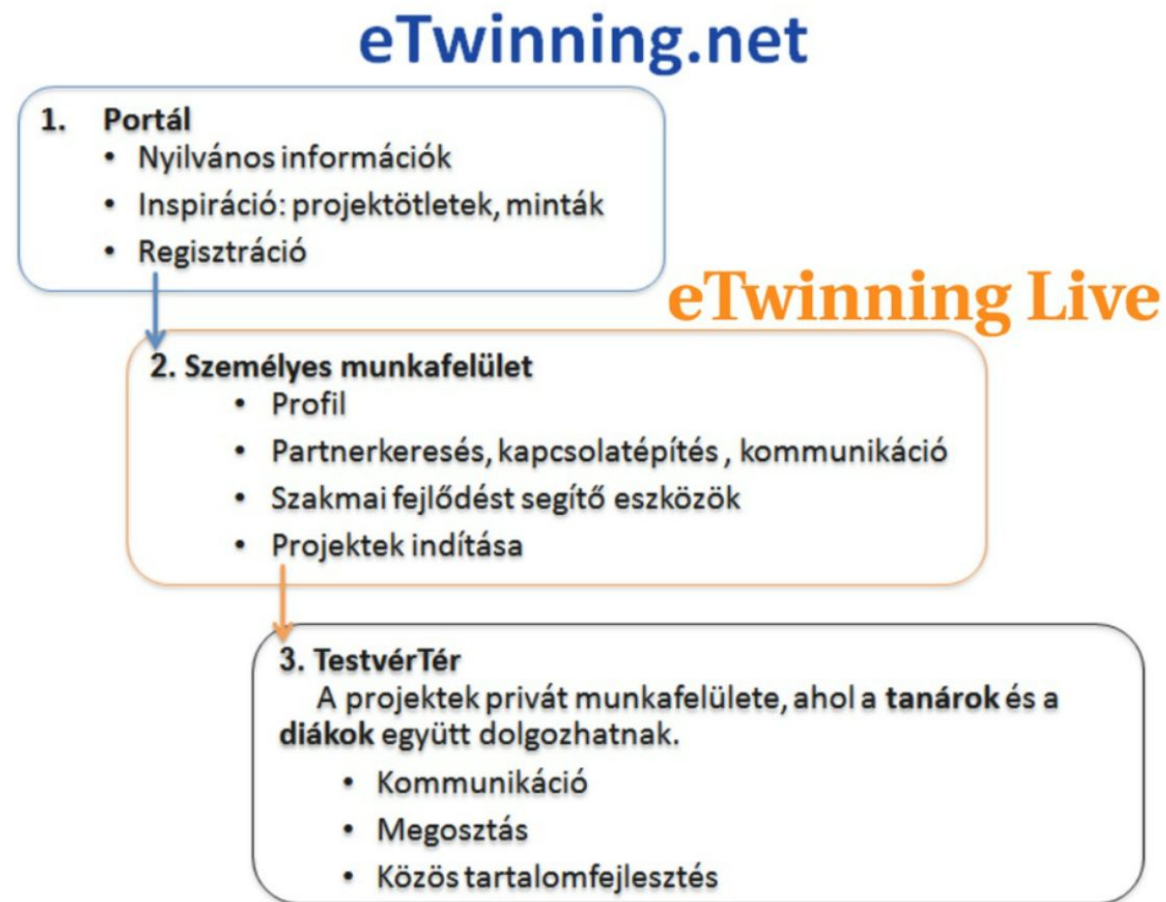 eTwinning.net
1. Portál
• Nyilvános információk
• Inspiráció: projektötletek, minták
• Regisztráció
eTwinning Live
2. Személyes munkafelület
• Profil
• Partnerkeresés, kapcsolatépítés , kommunikáció
• Szakmai fejlődést segítő eszközök
• Projektek indítása
3. TestvérTér
A projektek privát munkafelülete, ahol a tanárok és a
diákok együtt dolgozhatnak.
• Kommunikáció
• Megosztás
• Közös tartalomfejlesztés